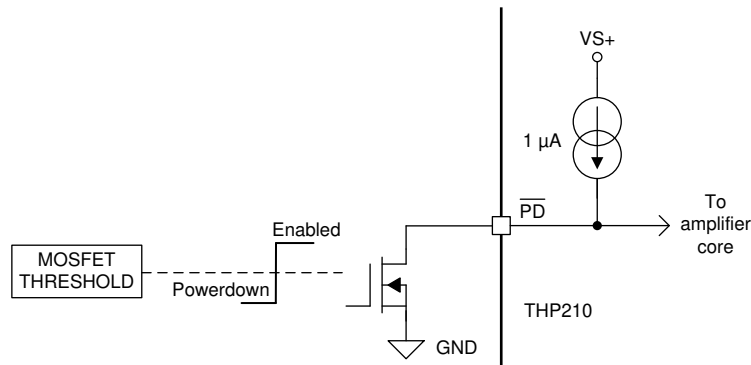 VS+
1 µA
PD
To
amplifier
core
Enabled
MOSFET
THRESHOLD
Powerdown
THP210
GND